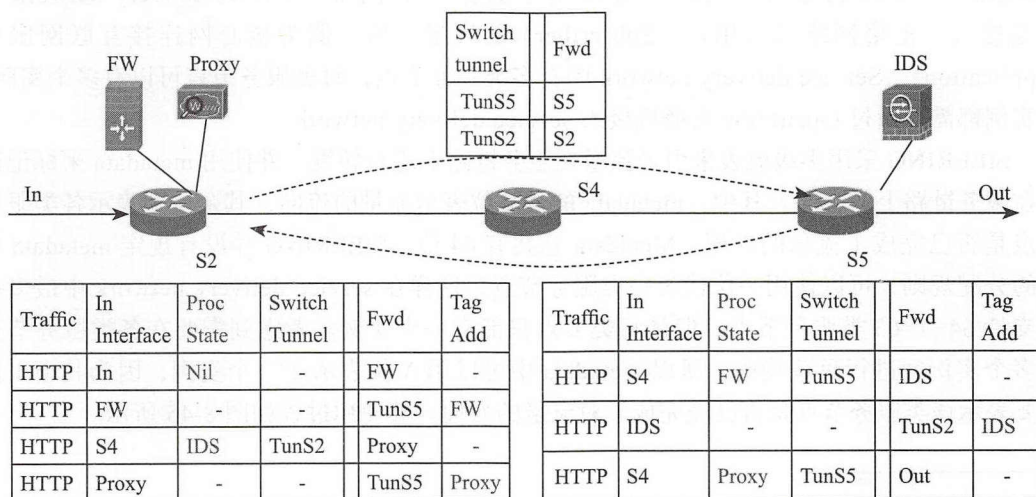 Switch tunnel Fwd
TunS5 S5
TunS2 S2
FW
Proxy
IDS
In
S2
S4
S5
Out
Traffic In Interface Proc State Switch Tunnel Fwd Tag Add
HTTP In Nil - FW -
HTTP FW - - TunS5 FW
HTTP S4 IDS TunS2 Proxy -
HTTP Proxy - - TunS5 Proxy
Traffic In Interface Proc State Switch Tunnel Fwd Tag Add
HTTP S4 FW TunS5 IDS -
HTTP IDS - - TunS2 IDS
HTTP S4 Proxy TunS5 Out -